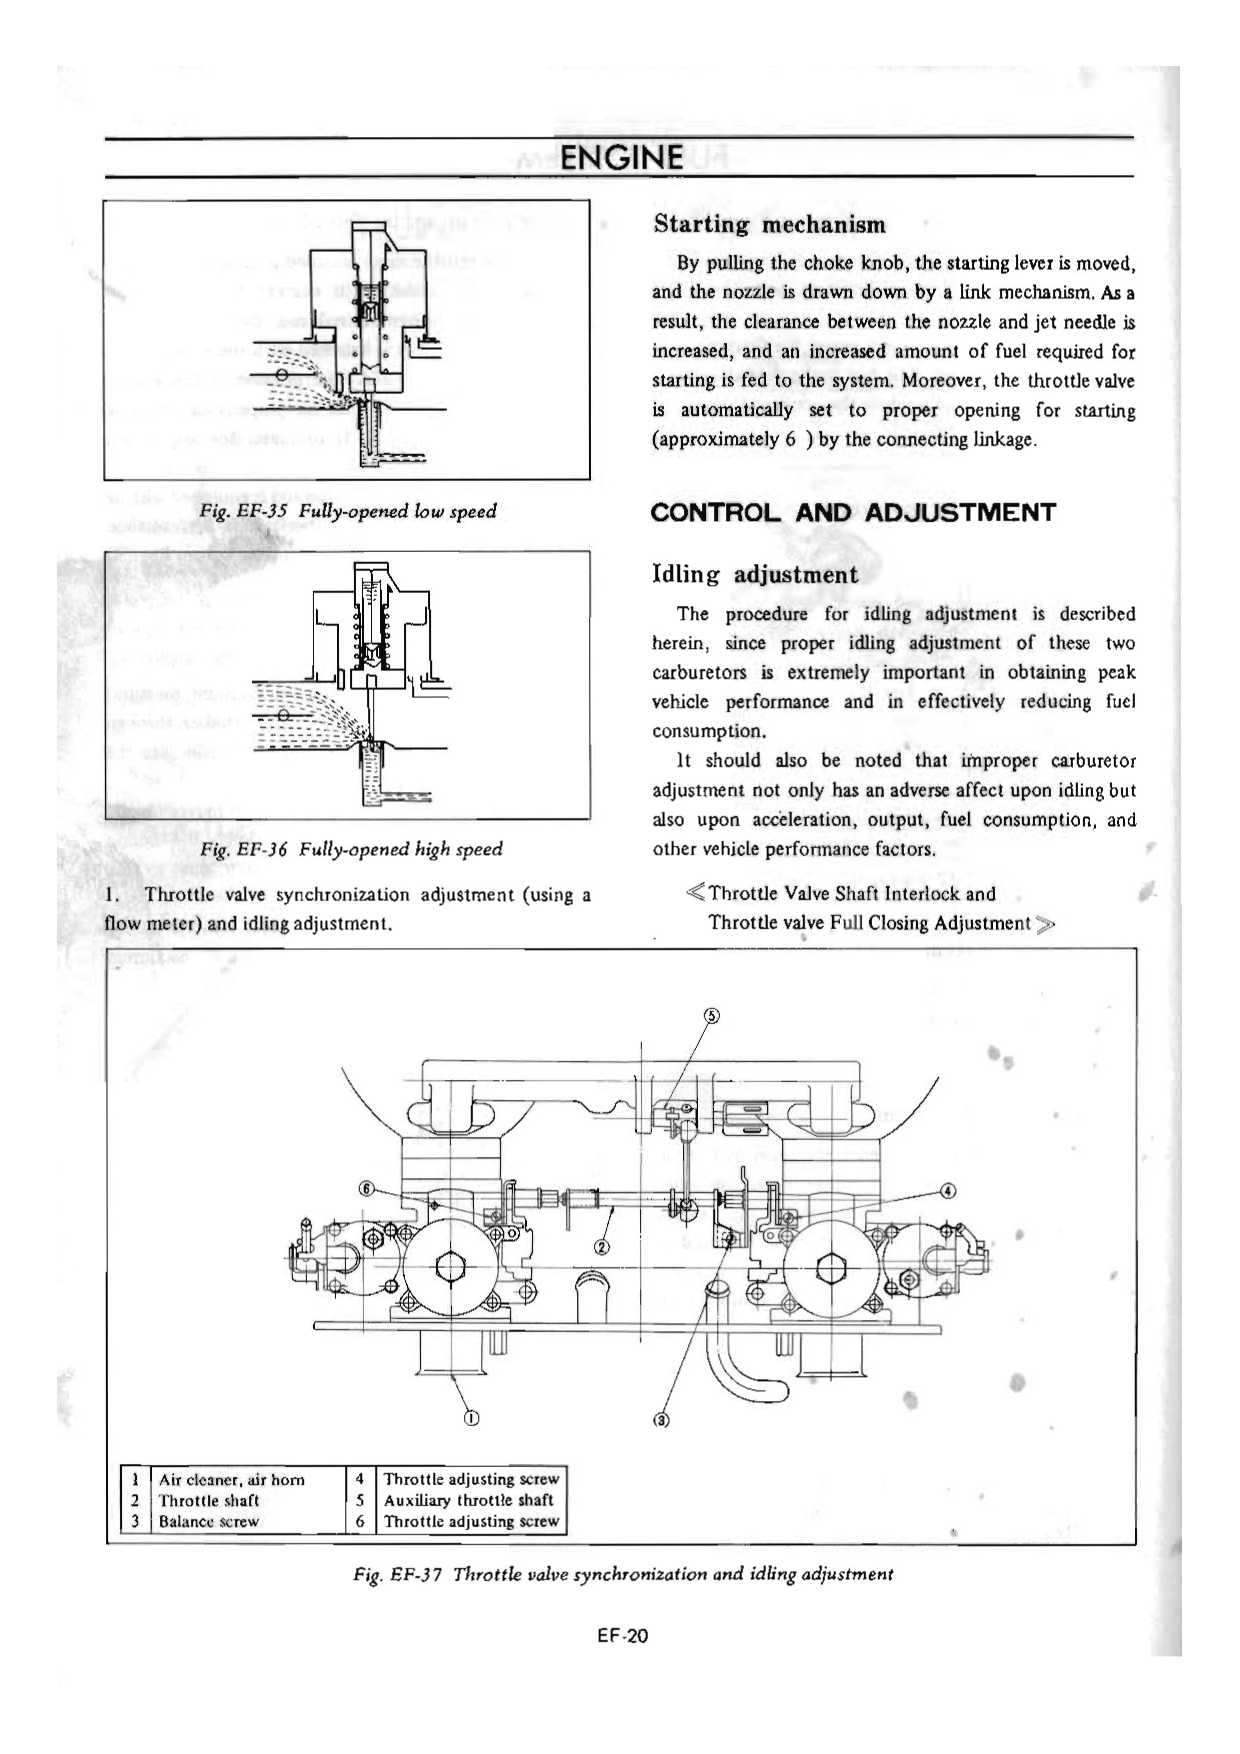 ENGINE
Fig. EF-35 Fully-opened low speed
Fig. EF-36 Fully-opened high speed
1. Throttle valve synchronization adjustment (using a
flow meter) and idling adjustment.
Starting mechanism
By pulling the choke knob, the starting lever is moved,
and the nozzle is drawn down by a link mechanism. As a
result, the clearance between the nozzle and jet needle is
increased, and an increased amount of fuel required for
starting is fed to the system. Moreover, the throttle valve
is automatically set to proper opening for starting
(approximately 6 ) by the connecting linkage.
CONTROL AND ADJUSTMENT
Idling adjustment
The procedure for idling adjustment is described
herein, since proper idling adjustment of these two
carburetors is extremely important in obtaining peak
vehicle performance and in effectively reducing fuel
consumption.
It should also be noted that improper carburetor
adjustment not only has an adverse affect upon idling but
also upon acceleration, output, fuel consumption, and
other vehicle performance factors.
≪Throttle Valve Shaft Interlock and
Throttle valve Full Closing Adjustment≫
⑤
⑥
④
②
①
③
1 Air cleaner, air horn 4 Throttle adjusting screw
2 Throttle shaft 5 Auxiliary throttle shaft
3 Balance screw 6 Throttle adjusting screw
Fig. EF-37 Throttle valve synchronization and idling adjustment
EF-20